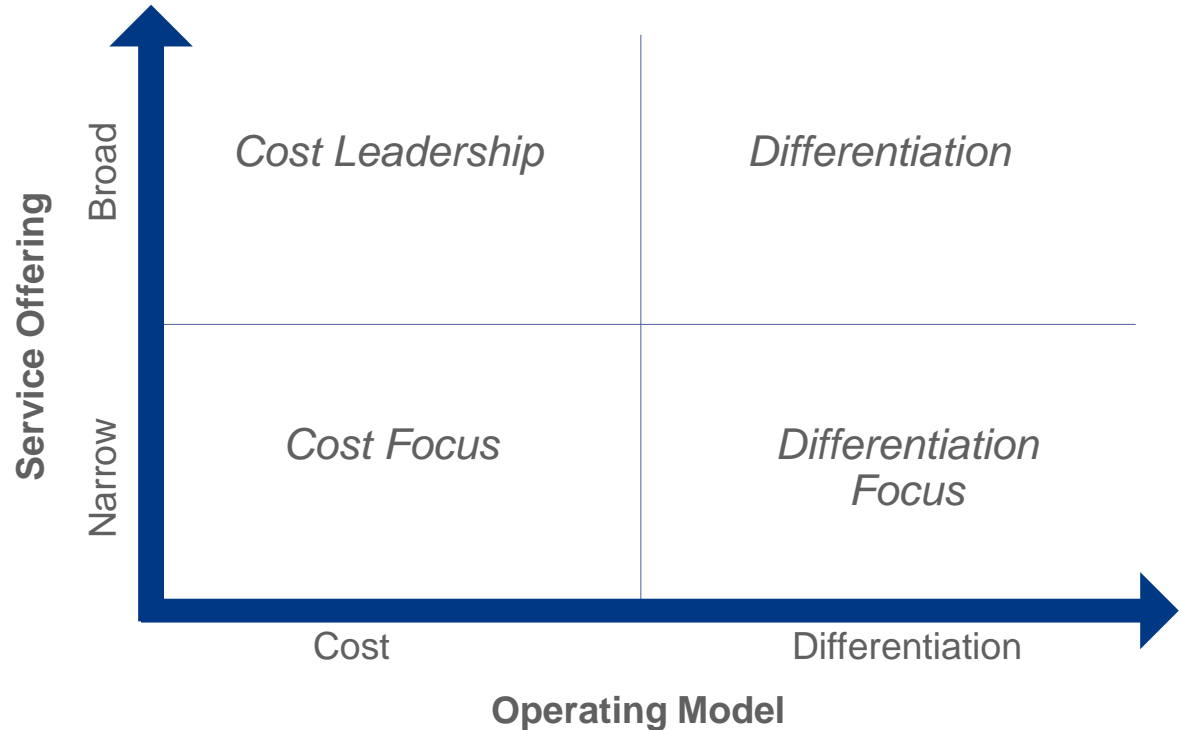 Service Offering
Broad
Narrow
Cost Leadership
Differentiation
Cost Focus
Differentiation
Focus
Cost
Differentiation
Operating Model